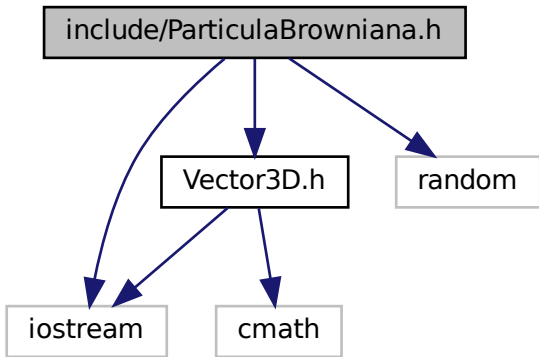 include/ParticulaBrowniana.h
Vector3D.h
random
iostream
cmath